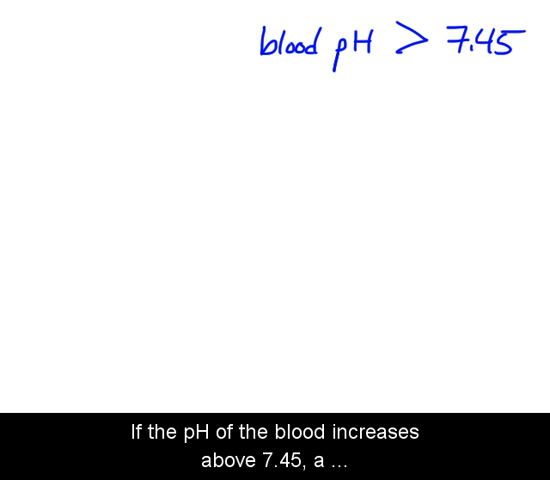 blood pH > 7.45
If the pH of the blood increases
above 7.45, a ...